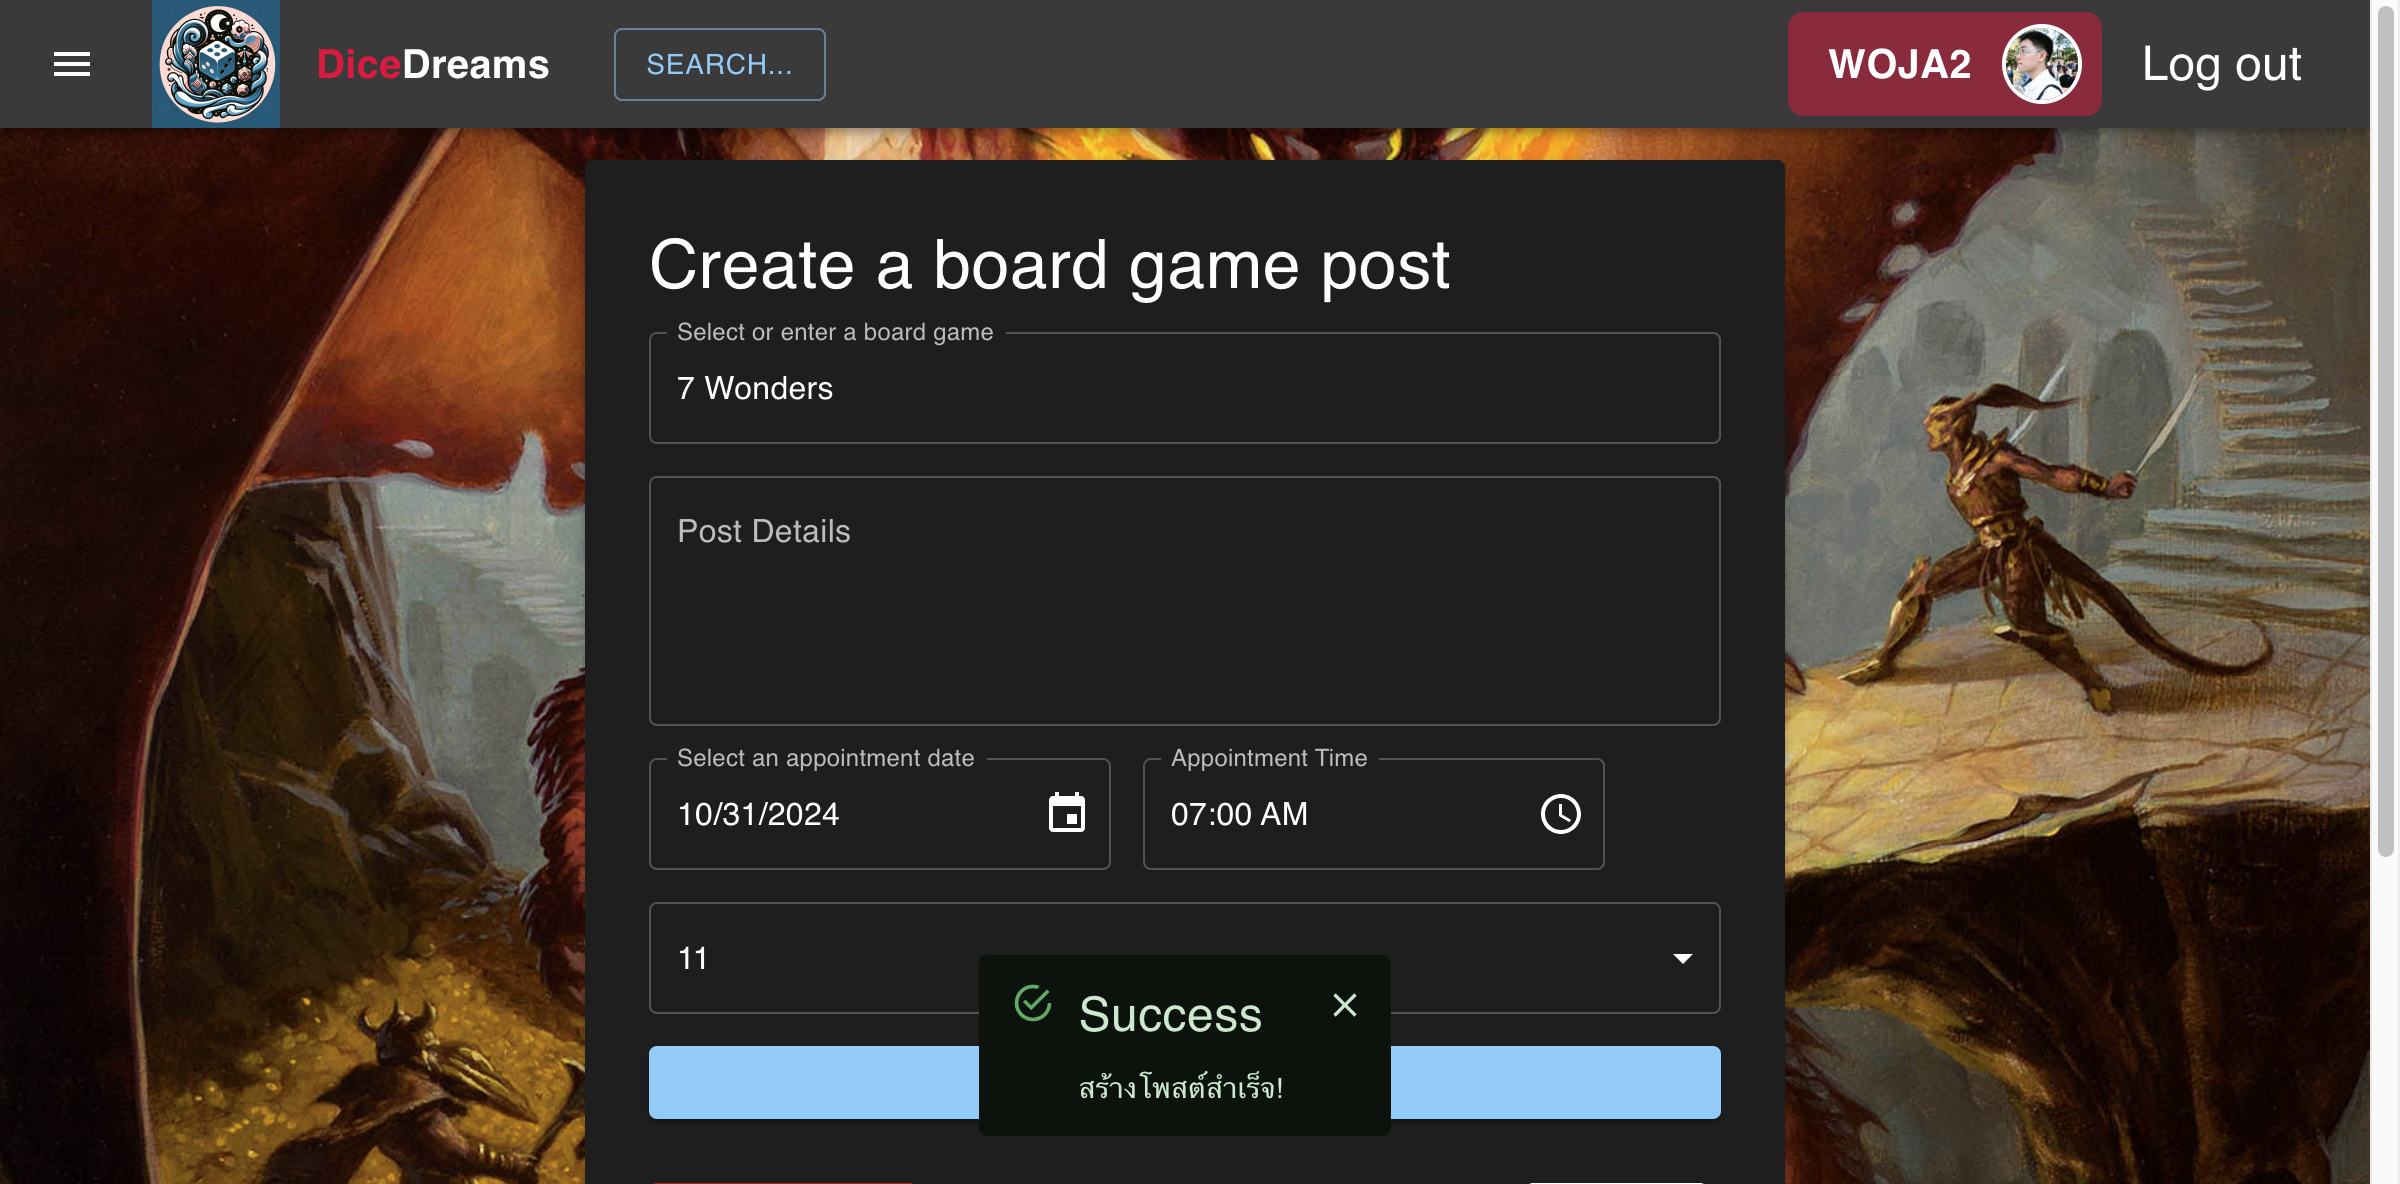 DiceDreams
SEARCH...
WOJA2
Log out
Create a board game post
Select or enter a board game
7 Wonders
Post Details
Select an appointment date
10/31/2024
Appointment Time
07:00 AM
11
Success
สร้างโพสต์สำเร็จ!